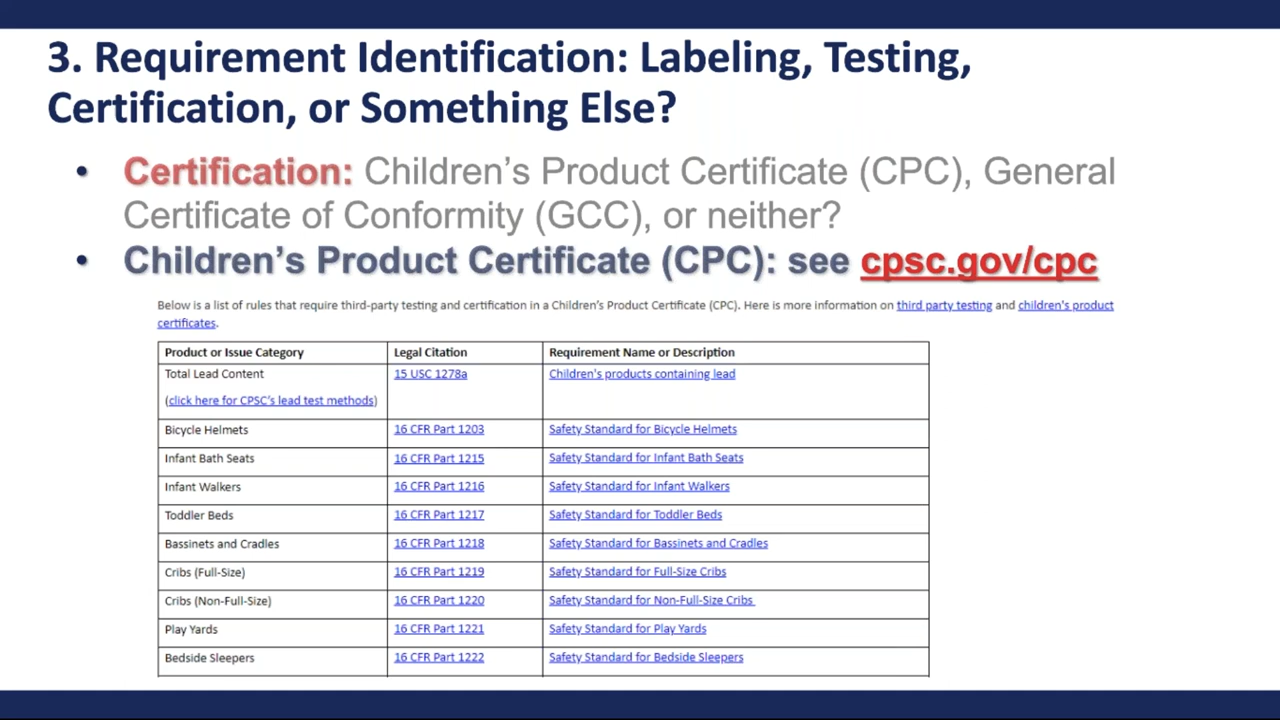 3. Requirement Identification: Labeling, Testing,
Certification, or Something Else?
• Certification: Children's Product Certificate (CPC), General
Certificate of Conformity (GCC), or neither?
• Children's Product Certificate (CPC): see cpsc.gov/cpc
Below is a list of rules that require third-party testing and certification in a Children's Product Certificate (CPC). Here is more information on third party testing and children's product
certificates.
Product or Issue Category Legal Citation Requirement Name or Description
Total Lead Content 15 USC 1278a Children's products containing lead
(click here for CPSC's lead test methods)
Bicycle Helmets 16 CFR Part 1203 Safety Standard for Bicycle Helmets
Infant Bath Seats 16 CFR Part 1215 Safety Standard for Infant Bath Seats
Infant Walkers 16 CFR Part 1216 Safety Standard for Infant Walkers
Toddler Beds 16 CFR Part 1217 Safety Standard for Toddler Beds
Bassinets and Cradles 16 CFR Part 1218 Safety Standard for Bassinets and Cradles
Cribs (Full-Size) 16 CFR Part 1219 Safety Standard for Full-Size Cribs
Cribs (Non-Full-Size) 16 CFR Part 1220 Safety Standard for Non-Full-Size Cribs
Play Yards 16 CFR Part 1221 Safety Standard for Play Yards
Bedside Sleepers 16 CFR Part 1222 Safety Standard for Bedside Sleepers